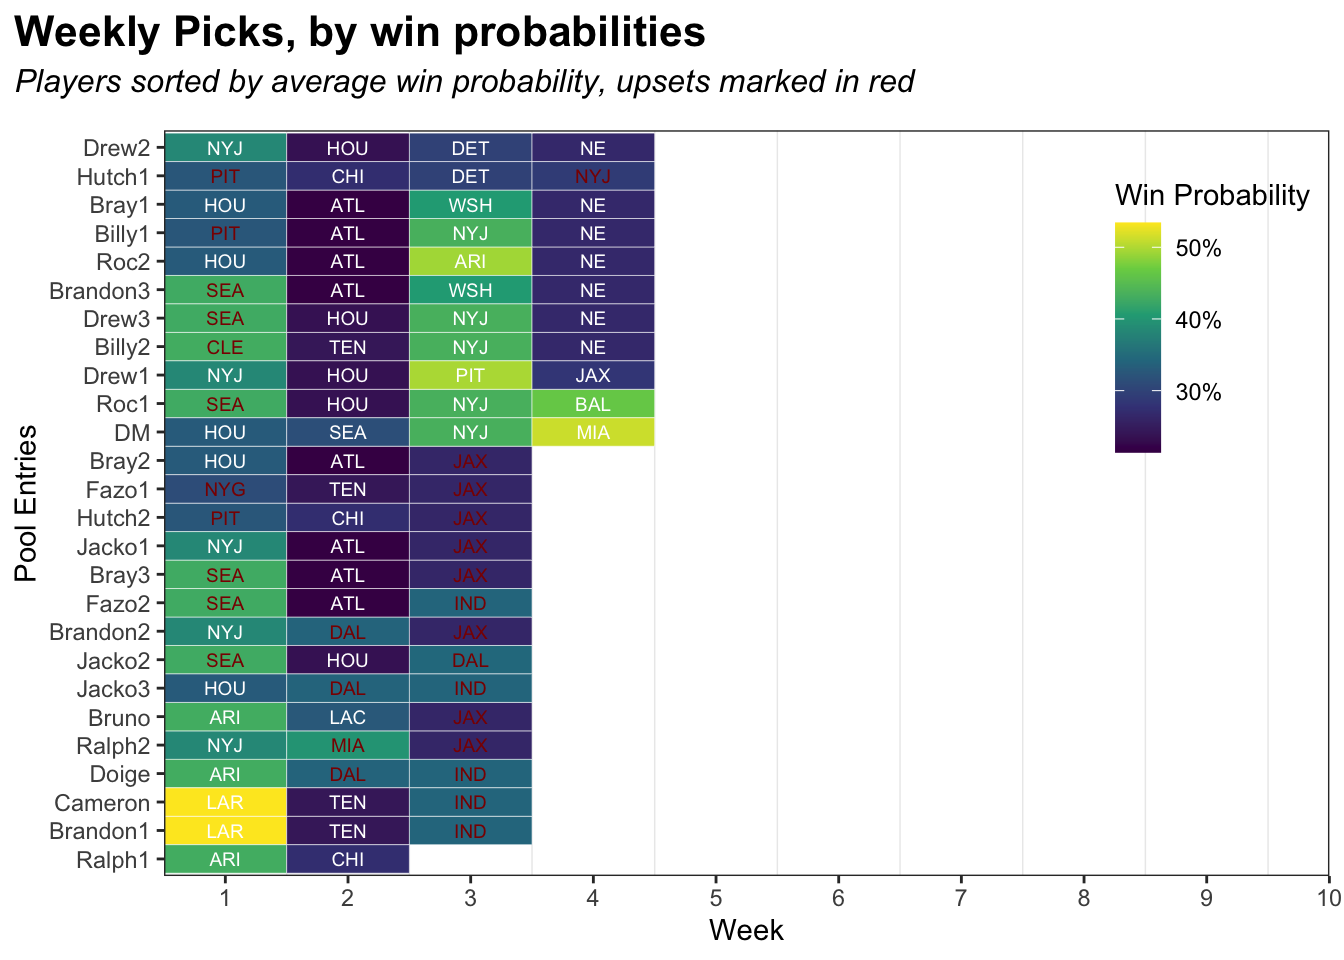 Weekly Picks, by win probabilities
Players sorted by average win probability, upsets marked in red
Drew2 NYJ HOU DET NE
Hutch1 PIT CHI DET NYJ
Bray1 HOU ATL WSH NE
Billy1 PIT ATL NYJ NE
Roc2 HOU ATL ARI NE
Brandon3 SEA ATL WSH NE
Drew3 SEA HOU NYJ NE
Billy2 CLE TEN NYJ NE
Drew1 NYJ HOU PIT JAX
Roc1 SEA HOU NYJ BAL
DM HOU SEA NYJ MIA
Bray2 HOU ATL JAX
Fazo1 NYG TEN JAX
Hutch2 PIT CHI JAX
Jacko1 NYJ ATL JAX
Bray3 SEA ATL JAX
Fazo2 SEA ATL IND
Brandon2 NYJ DAL JAX
Jacko2 SEA HOU DAL
Jacko3 HOU DAL IND
Bruno ARI LAC JAX
Ralph2 NYJ MIA JAX
Doige ARI DAL IND
Cameron LAR TEN IND
Brandon1 LAR TEN IND
Ralph1 ARI CHI
1 2 3 4 5 6 7 8 9 10
Week
Pool Entries
Win Probability
50%
40%
30%